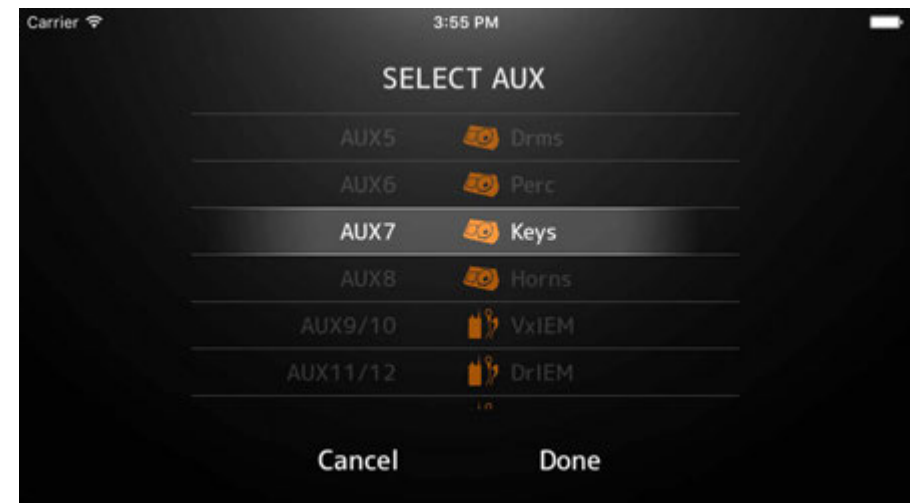 Carrier 3:55 PM
SELECT AUX
AUX5 Drms
AUX6 Perc
AUX7 Keys
AUX8 Horns
AUX9/10 VxIEM
AUX11/12 DrIEM
Cancel Done